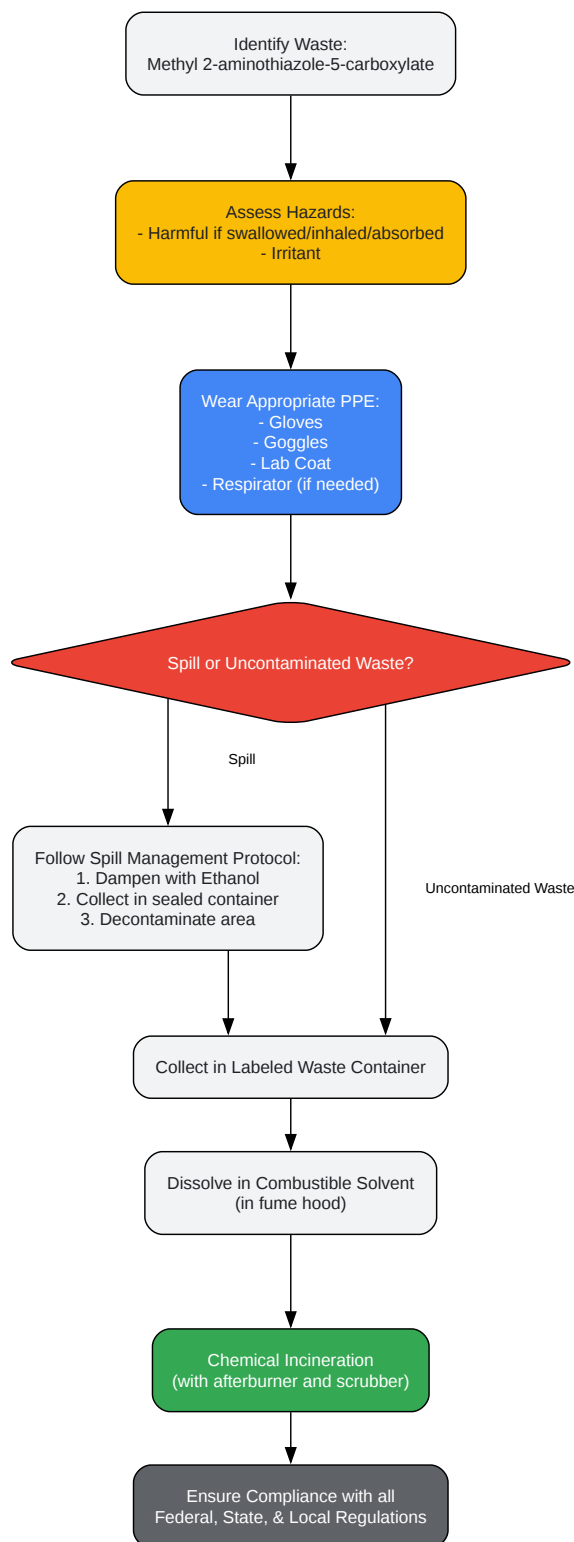 Identify Waste:
Methyl 2-aminothiazole-5-carboxylate
Assess Hazards:
- Harmful if swallowed/inhaled/absorbed
- Irritant
Wear Appropriate PPE:
- Gloves
- Goggles
- Lab Coat
- Respirator (if needed)
Spill or Uncontaminated Waste?
Spill
Follow Spill Management Protocol:
1. Dampen with Ethanol
2. Collect in sealed container
3. Decontaminate area
Uncontaminated Waste
Collect in Labeled Waste Container
Dissolve in Combustible Solvent
(in fume hood)
Chemical Incineration
(with afterburner and scrubber)
Ensure Compliance with all
Federal, State, & Local Regulations